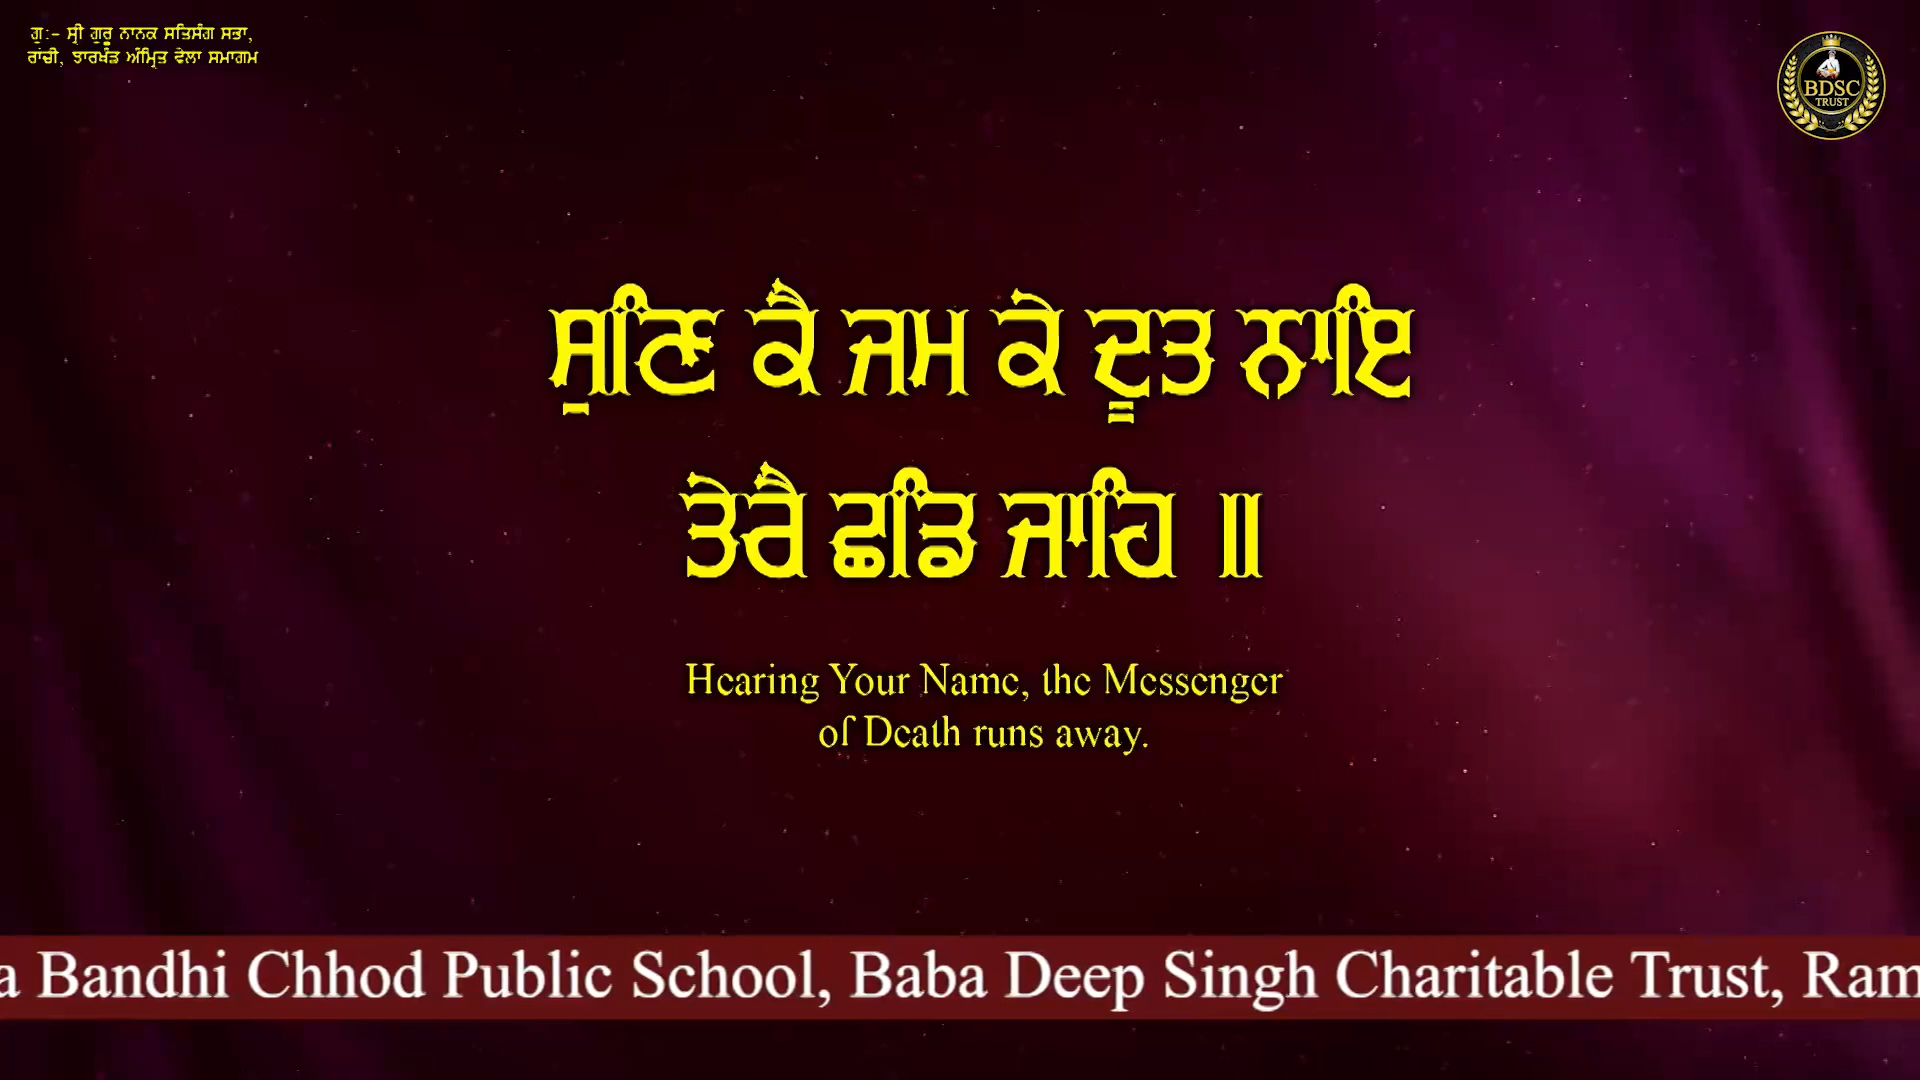 ਗੁ:- ਸ੍ਰੀ ਗੁਰੂ ਨਾਨਕ ਸਤਿਸੰਗ ਸਭਾ,
ਰਾਂਚੀ, ਝਾਰਖੰਡ ਅੰਮ੍ਰਿਤ ਵੇਲਾ ਸਮਾਗਮ
BDSC
TRUST
ਸੁਣਿ ਕੈ ਜਮ ਕੇ ਦੂਤ ਨਾਇ
ਤੇਰੈ ਛਡਿ ਜਾਹਿ ॥
Hearing Your Name, the Messenger
of Death runs away.
a Bandhi Chhod Public School, Baba Deep Singh Charitable Trust, Ram